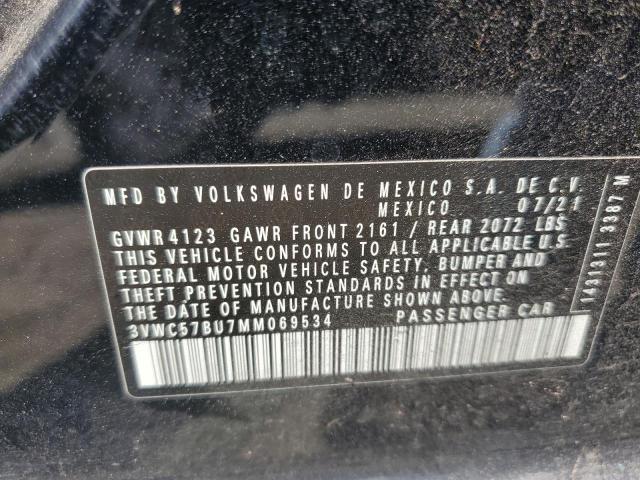 MFD BY VOLKSWAGEN DE MEXICO S.A. DE C.V.
MEXICO 07/21
GVWR 4123 GAWR FRONT 2161 / REAR 2072 LBS
THIS VEHICLE CONFORMS TO ALL APPLICABLE U.S.
FEDERAL MOTOR VEHICLE SAFETY, BUMPER AND
THEFT PREVENTION STANDARDS IN EFFECT ON
THE DATE OF MANUFACTURE SHOWN ABOVE.
3VWC57BU7MM069534 PASSENGER CAR
1431311 3387 M